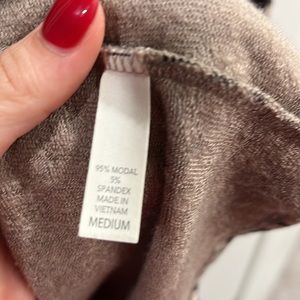 95% MODAL
5%
SPANDEX
MADE IN
VIETNAM
MEDIUM